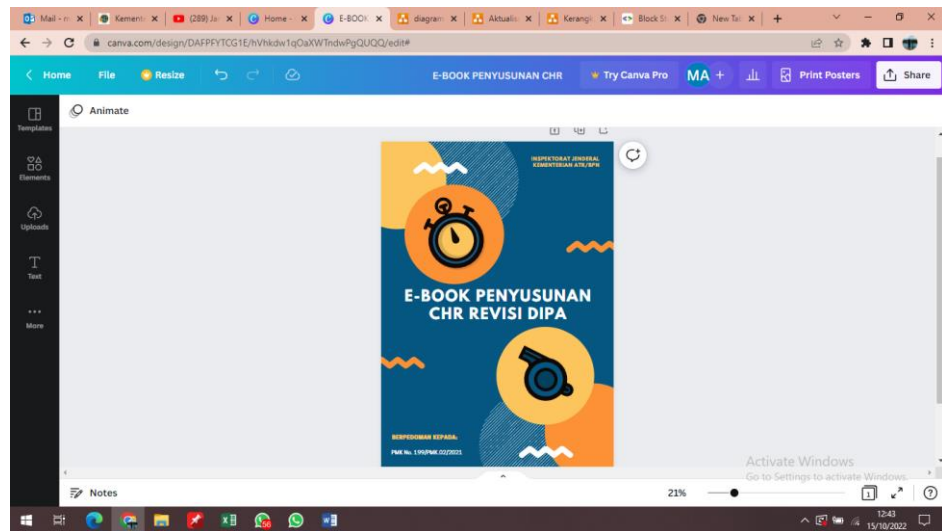 Mail - n
Kemente
(289) Ja
Home -
E-BOOK
diagram
Aktualis
Kerangk
Block St
New Tal
canva.com/design/DAFPFYTCG1E/hVhkdw1qOaXWTndwPgQUQQ/edit#
Home
File
Resize
E-BOOK PENYUSUNAN CHR
Try Canva Pro
MA
+
Print Posters
Share
Templates
Elements
Uploads
Text
More
Animate
INSPEKTORAT JENDERAL
KEMENTERIAN ATR/BPN
E-BOOK PENYUSUNAN
CHR REVISI DIPA
BERPEDOMAN KEPADA:
PMK No. 199/PMK.02/2021
Activate Windows
Go to Settings to activate Windows.
Notes
21%
1
12:43
15/10/2022